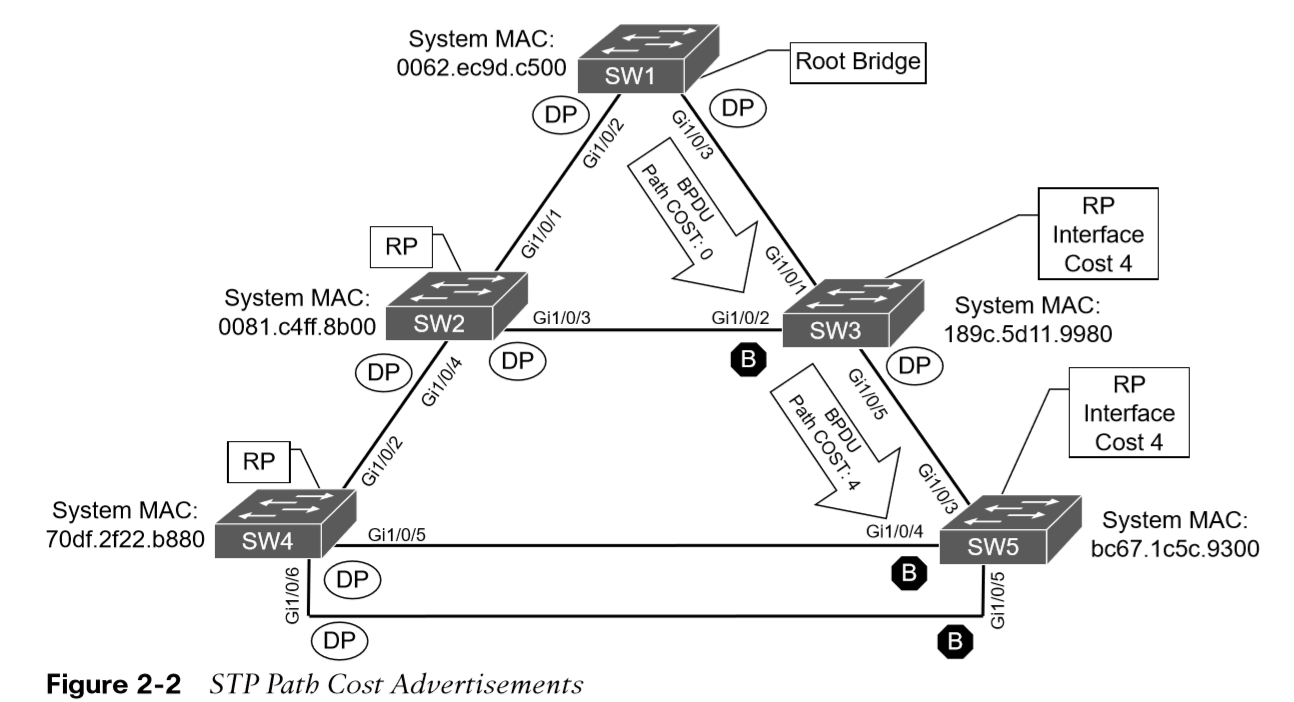 System MAC:
0062.ec9d.c500
SW1
Root Bridge
DP
DP
Gi1/0/2
Gi1/0/3
BPDU
Path COST: 0
Gi1/0/1
Gi1/0/1
RP
RP
Interface
Cost 4
System MAC:
0081.c4ff.8b00
SW2
Gi1/0/3
Gi1/0/2
SW3
System MAC:
189c.5d11.9980
DP
DP
B
DP
Gi1/0/4
Gi1/0/5
BPDU
Path COST: 4
RP
Interface
Cost 4
RP
Gi1/0/2
Gi1/0/3
System MAC:
70df.2f22.b880
SW4
Gi1/0/5
Gi1/0/4
SW5
System MAC:
bc67.1c5c.9300
DP
B
Gi1/0/6
Gi1/0/5
DP
B
Figure 2-2 STP Path Cost Advertisements